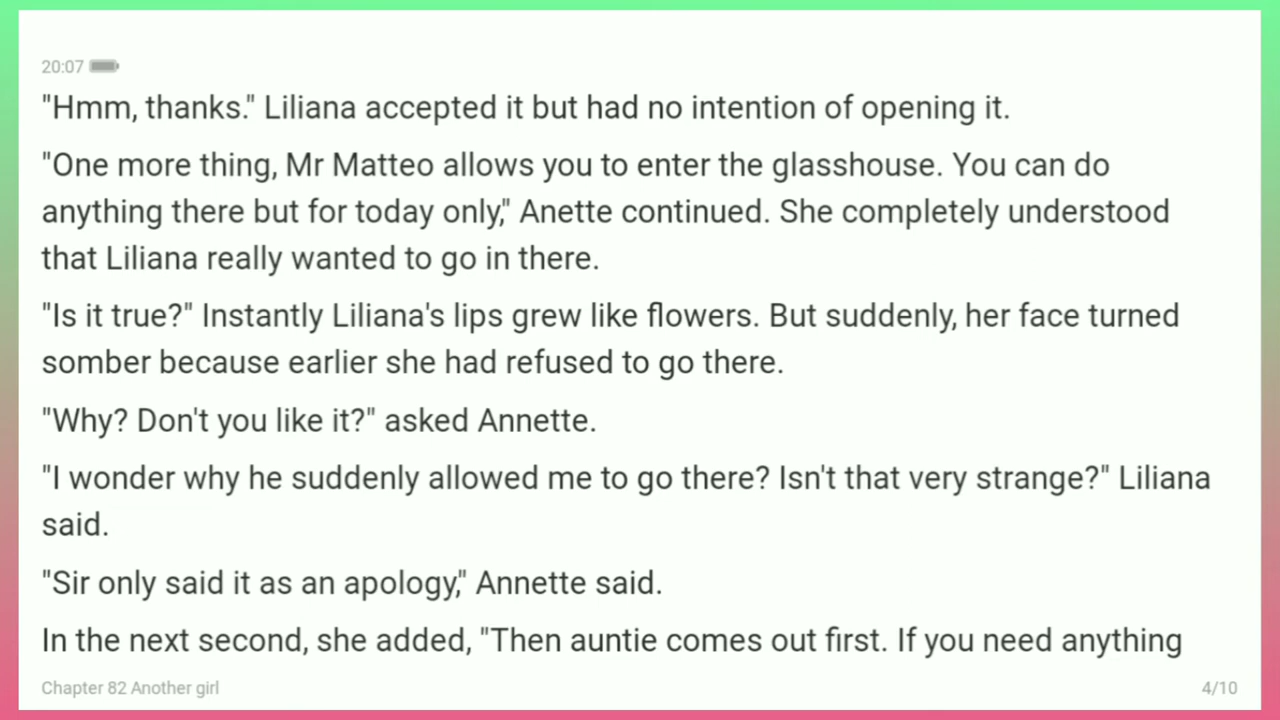 20:07
"Hmm, thanks." Liliana accepted it but had no intention of opening it.
"One more thing, Mr Matteo allows you to enter the glasshouse. You can do
anything there but for today only," Anette continued. She completely understood
that Liliana really wanted to go in there.
"Is it true?" Instantly Liliana's lips grew like flowers. But suddenly, her face turned
somber because earlier she had refused to go there.
"Why? Don't you like it?" asked Annette.
"I wonder why he suddenly allowed me to go there? Isn't that very strange?" Liliana
said.
"Sir only said it as an apology," Annette said.
In the next second, she added, "Then auntie comes out first. If you need anything
Chapter 82 Another girl
4/10